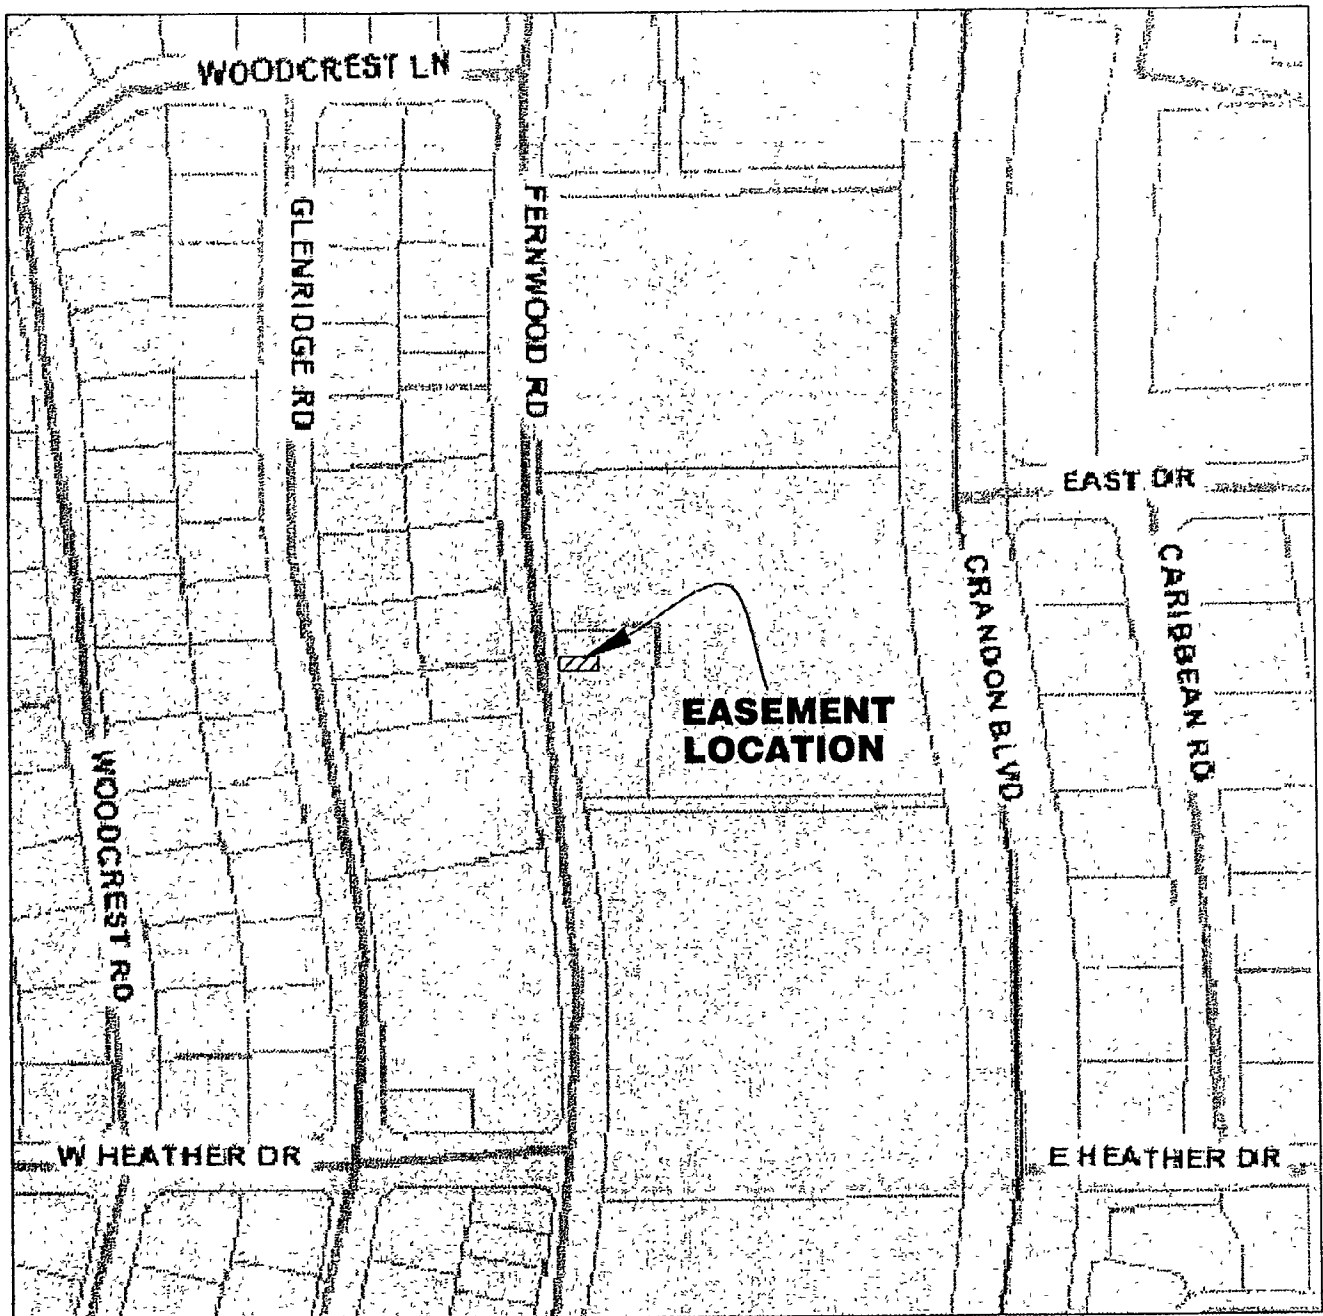 WOODCREST LN
GLENRIDGE RD
FERNWOOD RD
EAST DR
CRANDON BLVD
CARIBBEAN RD
EASEMENT
LOCATION
WOODCREST RD
W HEATHER DR
E HEATHER DR